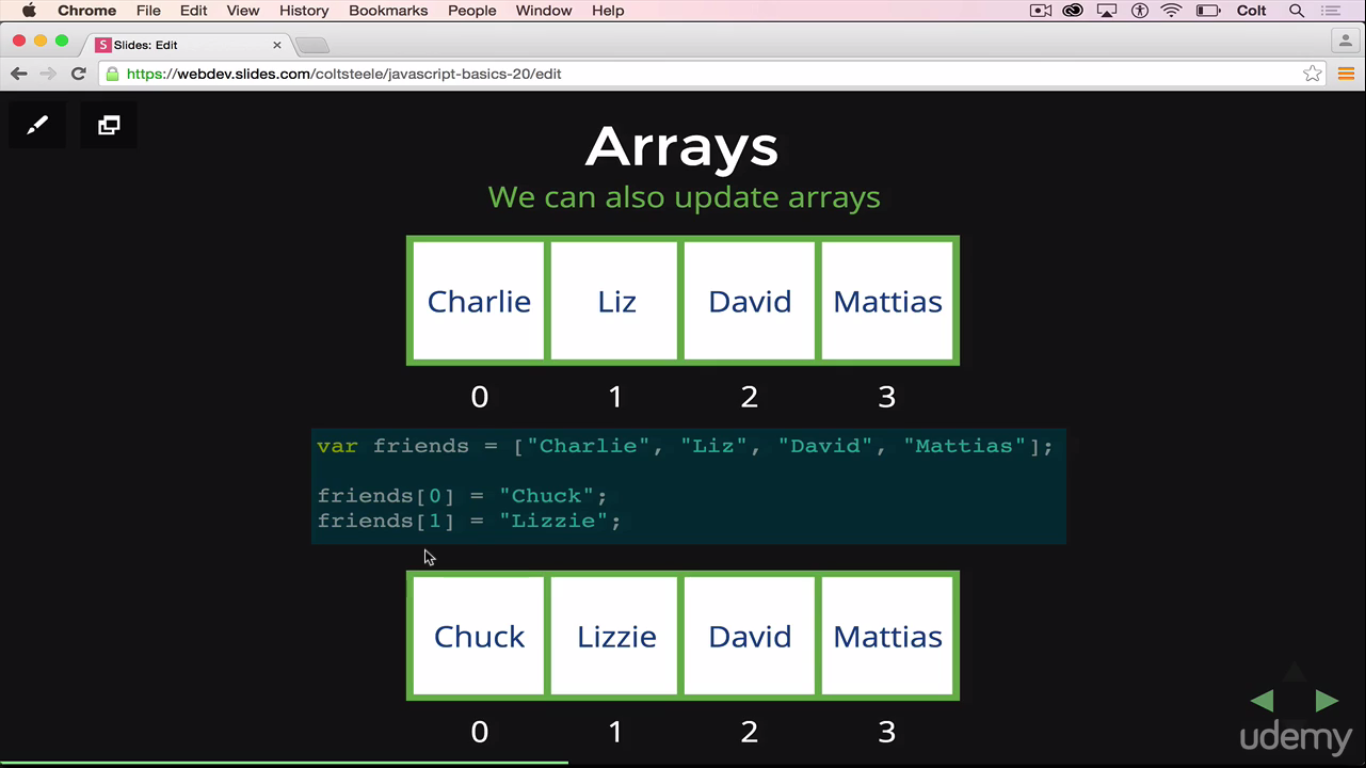 Chrome File Edit View History Bookmarks People Window Help Colt
S Slides: Edit
https://webdev.slides.com/coltsteele/javascript-basics-20/edit
Arrays
We can also update arrays
Charlie Liz David Mattias
0 1 2 3
var friends = ["Charlie", "Liz", "David", "Mattias"];
friends[0] = "Chuck";
friends[1] = "Lizzie";
Chuck Lizzie David Mattias
0 1 2 3
udemy